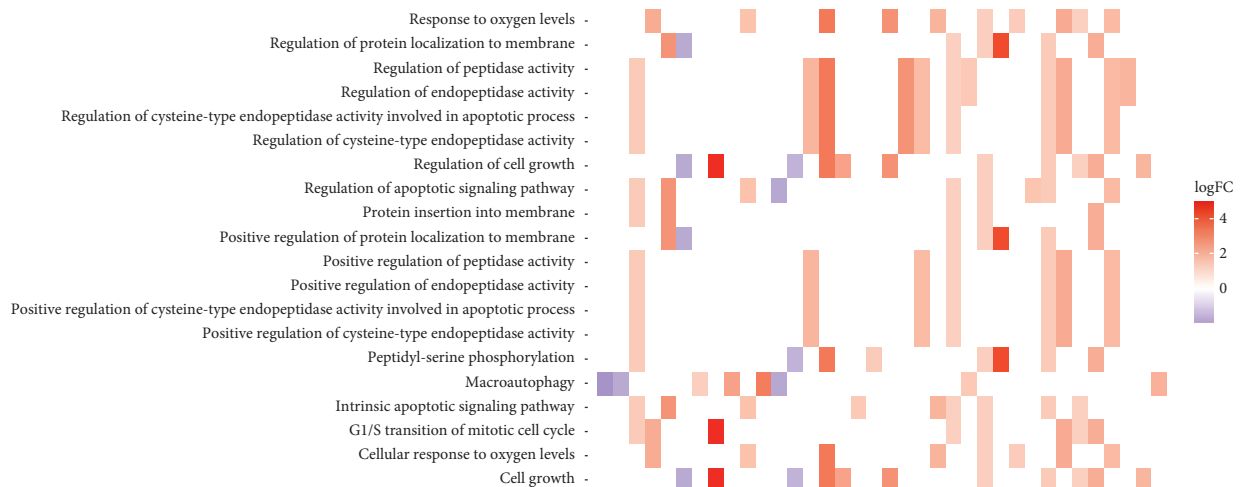 Response to oxygen levels
Regulation of protein localization to membrane
Regulation of peptidase activity
Regulation of endopeptidase activity
Regulation of cysteine-type endopeptidase activity involved in apoptotic process
Regulation of cysteine-type endopeptidase activity
Regulation of cell growth
Regulation of apoptotic signaling pathway
Protein insertion into membrane
Positive regulation of protein localization to membrane
Positive regulation of peptidase activity
Positive regulation of endopeptidase activity
Positive regulation of cysteine-type endopeptidase activity involved in apoptotic process
Positive regulation of cysteine-type endopeptidase activity
Peptidyl-serine phosphorylation
Macroautophagy
Intrinsic apoptotic signaling pathway
G1/S transition of mitotic cell cycle
Cellular response to oxygen levels
Cell growth
logFC
4
2
0